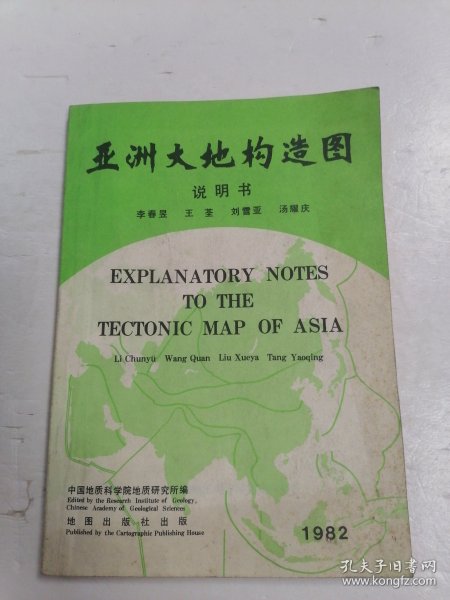 亚洲大地构造图
说明书
李春昱 王荃 刘雪亚 汤耀庆
EXPLANATORY NOTES
TO THE
TECTONIC MAP OF ASIA
Li Chunyü Wang Quan Liu Xueya Tang Yaoqing
中国地质科学院地质研究所编
Edited by the Research Institute of Geology,
Chinese Academy of Geological Sciences
地图出版社出版
Published by the Cartographic Publishing House
1982
孔夫子旧书网
www.kongfz.com